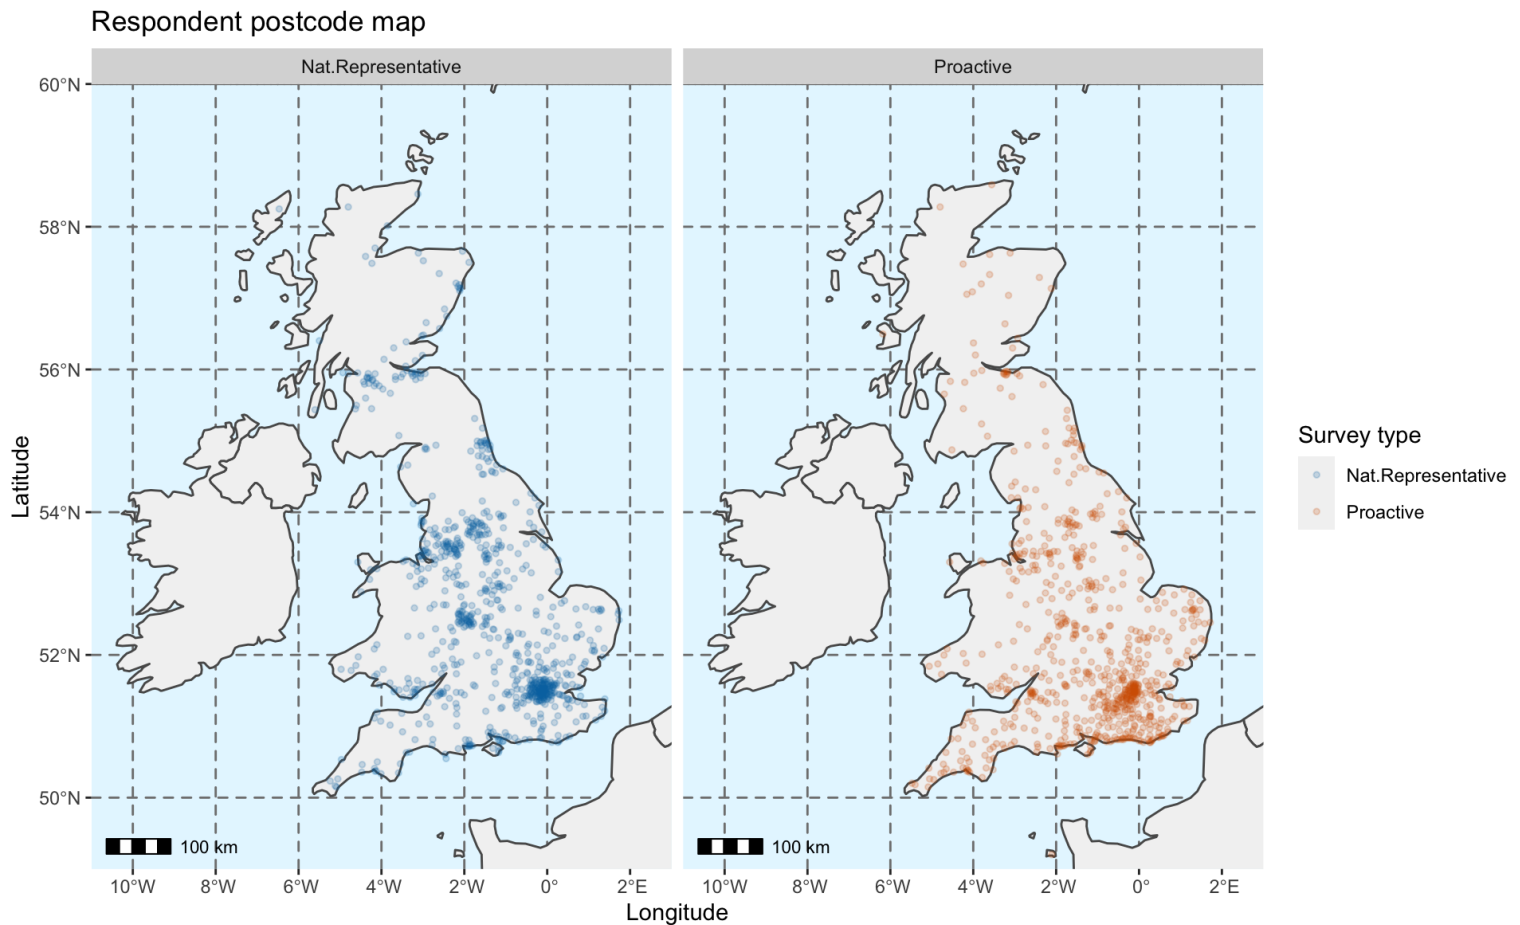 Respondent postcode map
Nat.Representative
Proactive
60°N
58°N
56°N
54°N
52°N
50°N
Latitude
100 km
100 km
10°W 8°W 6°W 4°W 2°W 0° 2°E
10°W 8°W 6°W 4°W 2°W 0° 2°E
Longitude
Survey type
Nat.Representative
Proactive